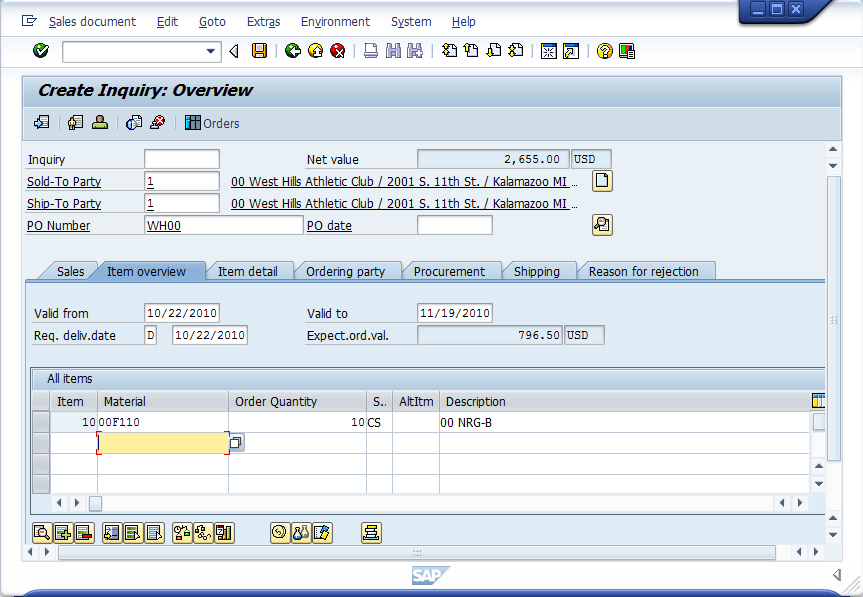 Sales document Edit Goto Extras Environment System Help
Create Inquiry: Overview
Orders
Inquiry Net value 2,655.00 USD
Sold-To Party 1 00 West Hills Athletic Club / 2001 S. 11th St. / Kalamazoo MI ...
Ship-To Party 1 00 West Hills Athletic Club / 2001 S. 11th St. / Kalamazoo MI ...
PO Number WH00 PO date
Sales Item overview Item detail Ordering party Procurement Shipping Reason for rejection
Valid from 10/22/2010 Valid to 11/19/2010
Req. deliv.date D 10/22/2010 Expect.ord.val. 796.50 USD
All items
Item Material Order Quantity S.. AltItm Description
10 00F110 10 CS 00 NRG-B
SAP